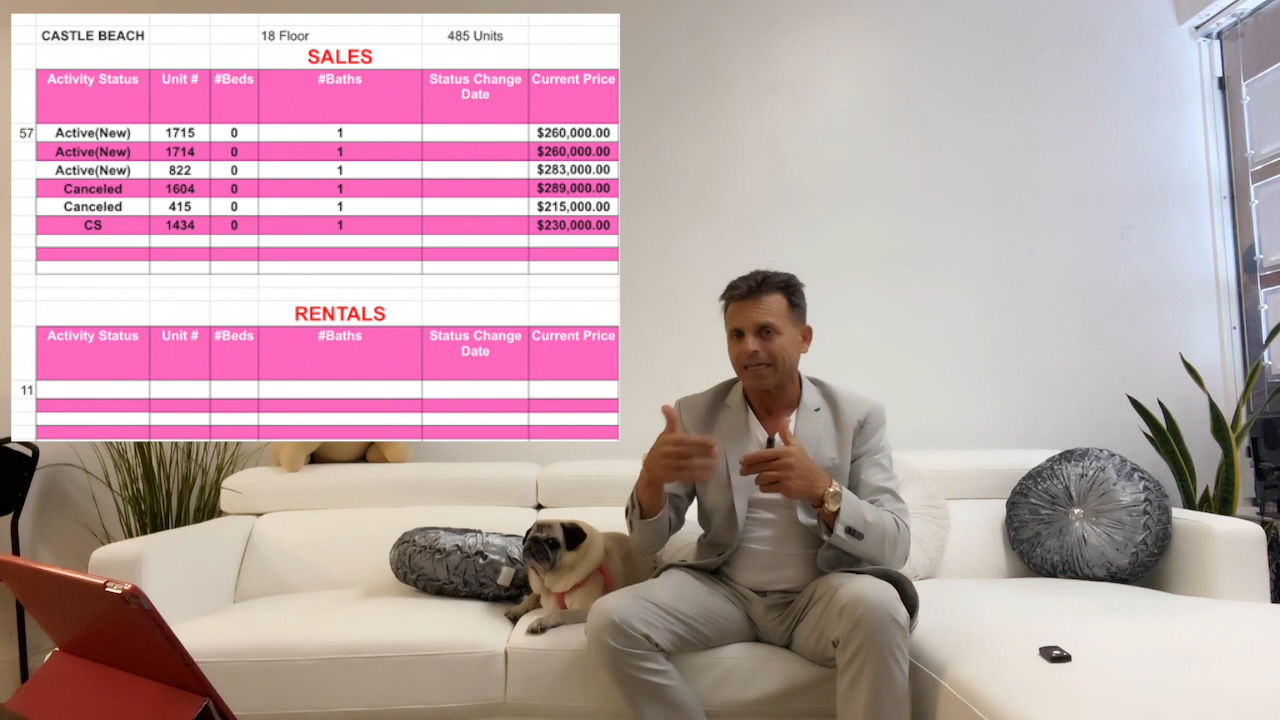 CASTLE BEACH 18 Floor 485 Units
SALES
Activity Status Unit # #Beds #Baths Status Change Date Current Price
57 Active(New) 1715 0 1 $260,000.00
Active(New) 1714 0 1 $260,000.00
Active(New) 822 0 1 $283,000.00
Canceled 1604 0 1 $289,000.00
Canceled 415 0 1 $215,000.00
CS 1434 0 1 $230,000.00
RENTALS
Activity Status Unit # #Beds #Baths Status Change Date Current Price
11